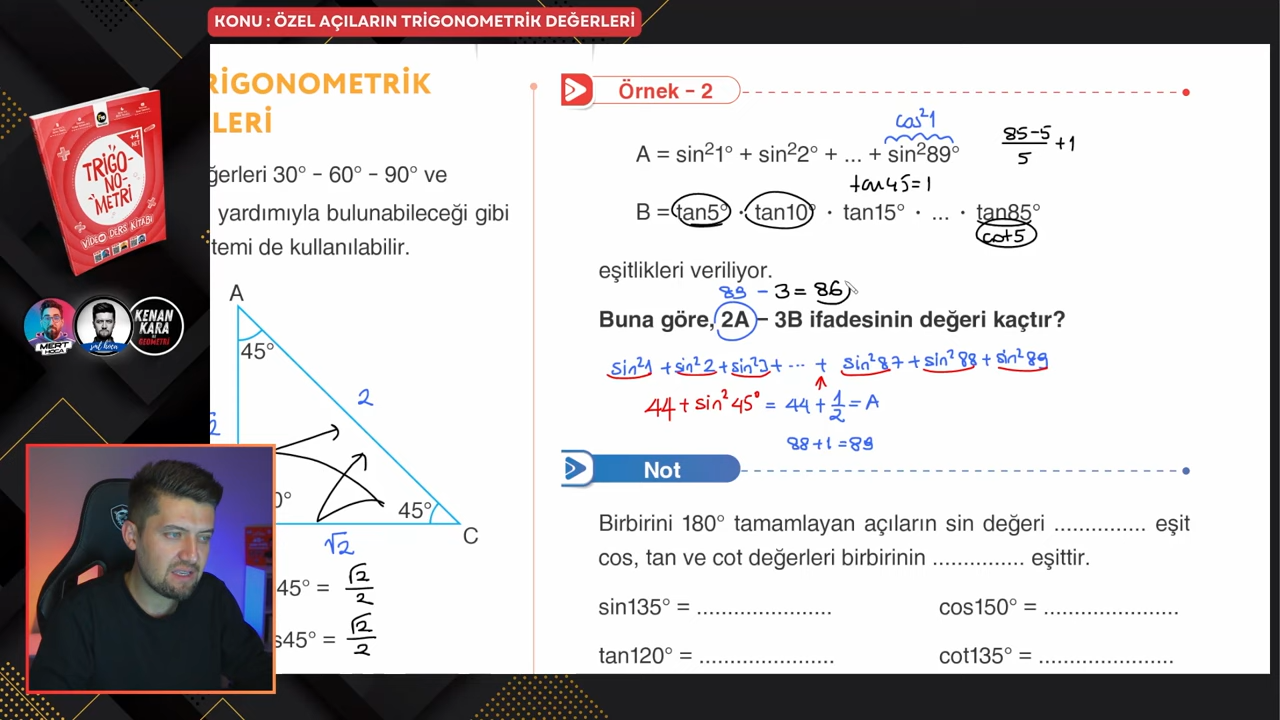 KONU : ÖZEL AÇILARIN TRİGONOMETRİK DEĞERLERİ
+4 NET
TRİGO-
NO-
METRİ
VİDEO DERS KİTABI
MERT HOCA
KENAN
KARA
ile
GEOMETRİ
RİGONOMETRİK
LERİ
ğerleri 30° – 60° – 90° ve
yardımıyla bulunabileceği gibi
temi de kullanılabilir.
A
45°
2
√2
0°
45°
C
√2
45° = √2/2
s45° = √2/2
Örnek – 2
cos²1
A = sin²1° + sin²2° + ... + sin²89°
(85-5)/5 + 1
tan45=1
B = tan5° · tan10° · tan15° · ... · tan85°
cot5
eşitlikleri veriliyor.
89 - 3 = 86
Buna göre, 2A – 3B ifadesinin değeri kaçtır?
sin²1 + sin²2 + sin²3 + ... + sin²87 + sin²88 + sin²89
44 + sin²45° = 44 + 1/2 = A
88+1 = 89
Not
Birbirini 180° tamamlayan açıların sin değeri ............... eşit
cos, tan ve cot değerleri birbirinin ............... eşittir.
sin135° = ...................... cos150° = ......................
tan120° = ...................... cot135° = ......................